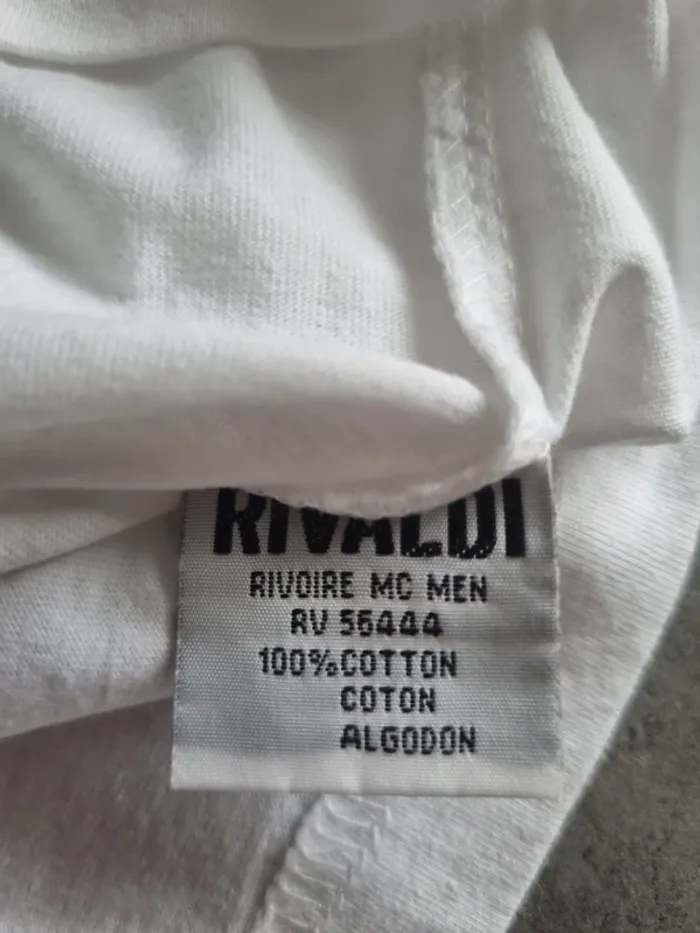 RIVALDI
RIVOIRE MC MEN
RV 56444
100%COTTON
COTON
ALGODON